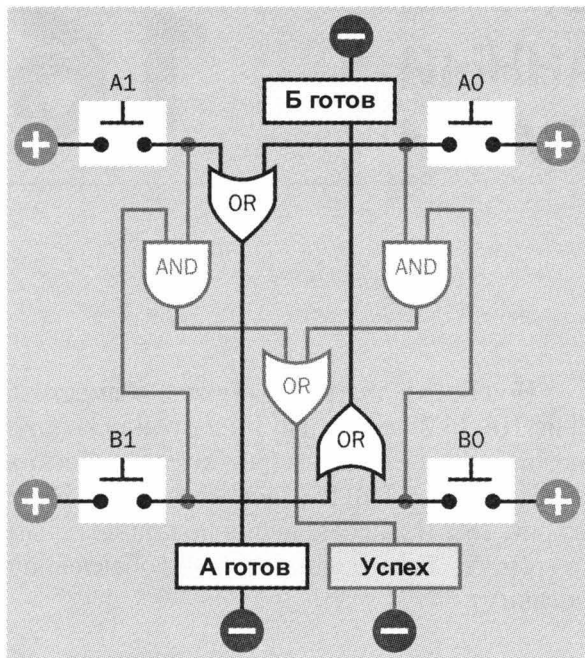 Б готов
A1
A0
OR
AND
AND
OR
OR
B1
B0
А готов
Успех